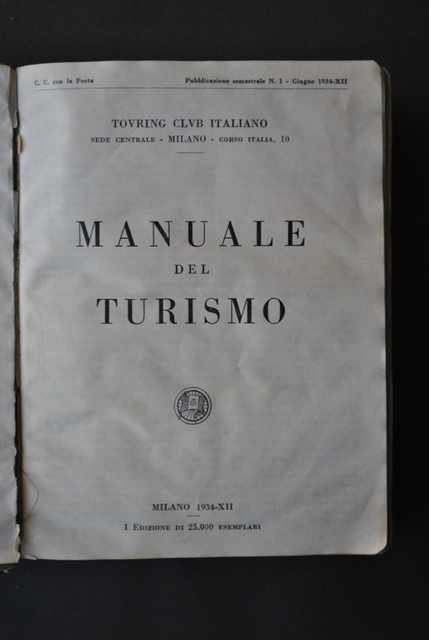 C. C. con la Posta
Pubblicazione semestrale N. 1 - Giugno 1934-XII
TOVRING CLVB ITALIANO
SEDE CENTRALE - MILANO - CORSO ITALIA, 10
MANUALE
DEL
TURISMO
MILANO 1934-XII
I EDIZIONE DI 25,000 ESEMPLARI